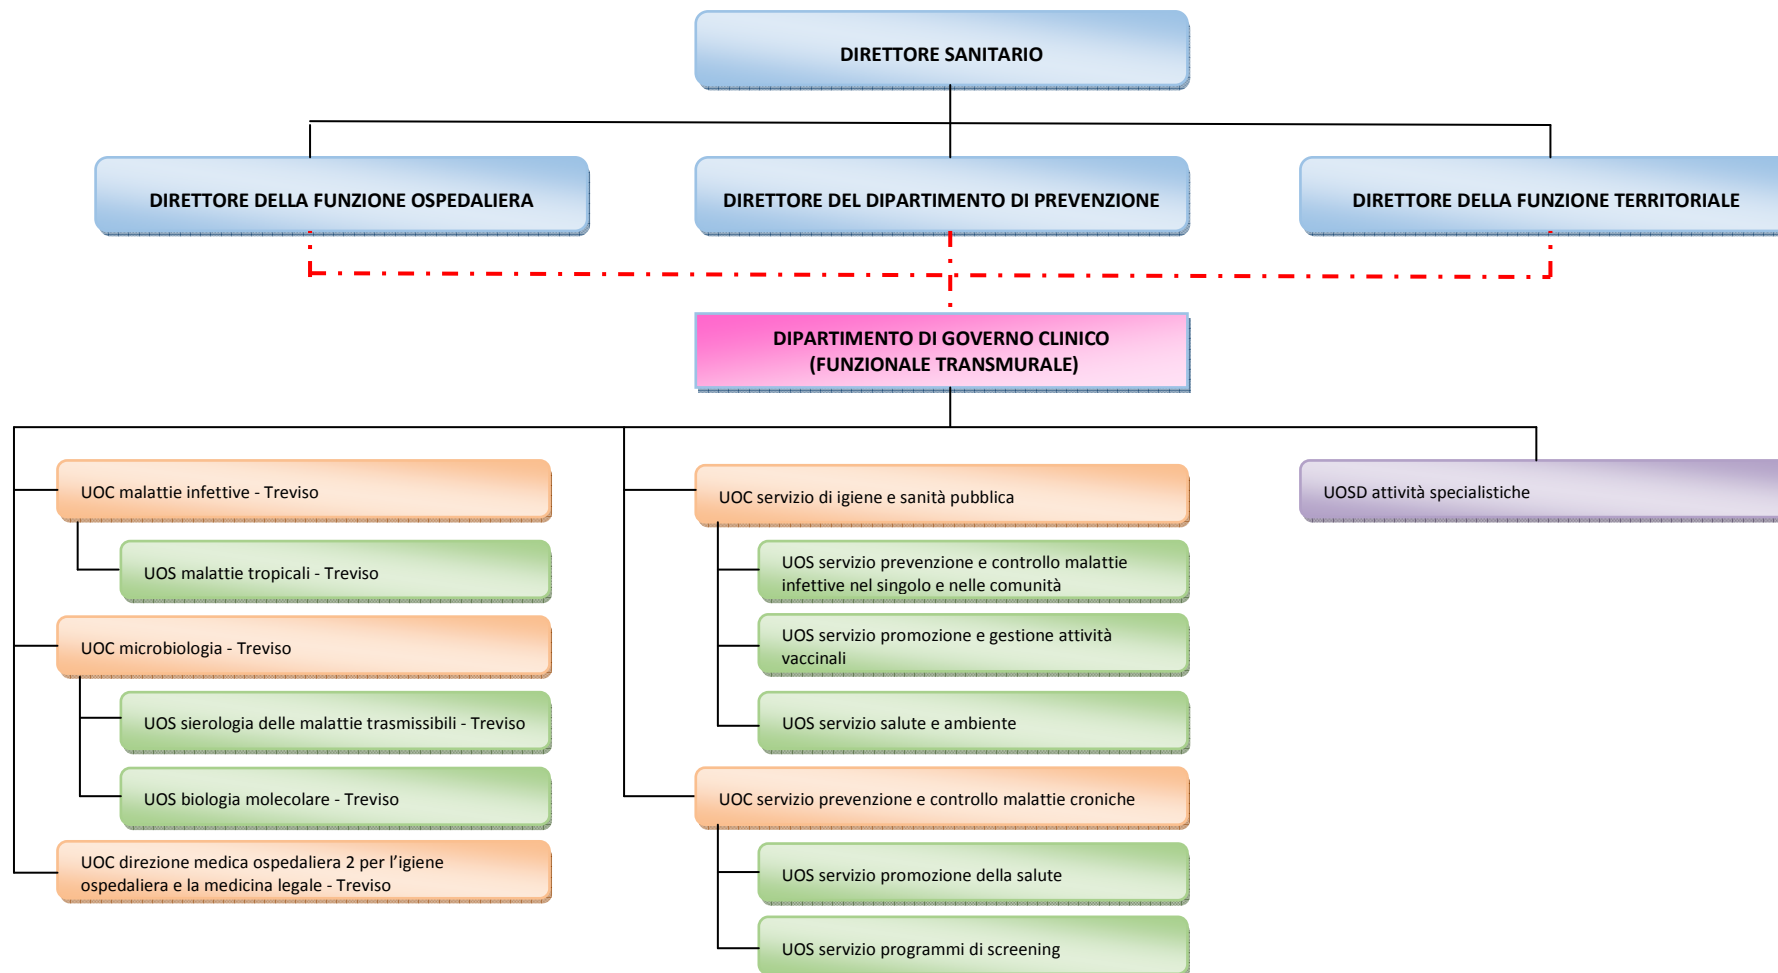 DIRETTORE SANITARIO
DIRETTORE DELLA FUNZIONE OSPEDALIERA
DIRETTORE DEL DIPARTIMENTO DI PREVENZIONE
DIRETTORE DELLA FUNZIONE TERRITORIALE
DIPARTIMENTO DI GOVERNO CLINICO
(FUNZIONALE TRANSMURALE)
UOC malattie infettive - Treviso
UOS malattie tropicali - Treviso
UOC microbiologia - Treviso
UOS sierologia delle malattie trasmissibili - Treviso
UOS biologia molecolare - Treviso
UOC direzione medica ospedaliera 2 per l’igiene
ospedaliera e la medicina legale - Treviso
UOC servizio di igiene e sanità pubblica
UOS servizio prevenzione e controllo malattie
infettive nel singolo e nelle comunità
UOS servizio promozione e gestione attività
vaccinali
UOS servizio salute e ambiente
UOC servizio prevenzione e controllo malattie croniche
UOS servizio promozione della salute
UOS servizio programmi di screening
UOSD attività specialistiche